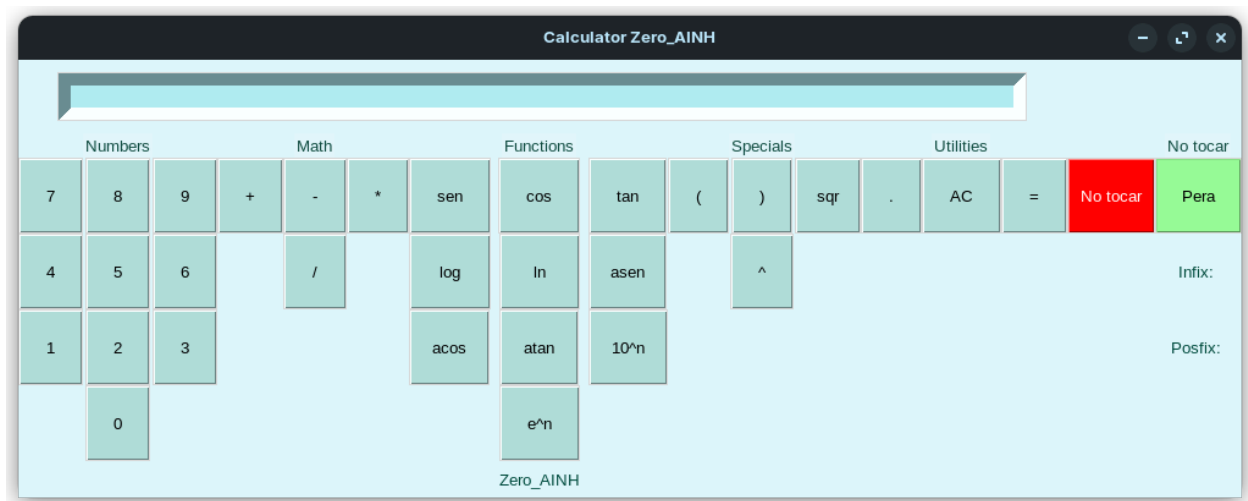 Calculator Zero_AINH
Numbers Math Functions Specials Utilities No tocar
7 8 9 + - * sen cos tan ( ) sqr . AC = No tocar Pera
4 5 6 / log ln asen ^ Infix:
1 2 3 acos atan 10^n Posfix:
0 e^n
Zero_AINH